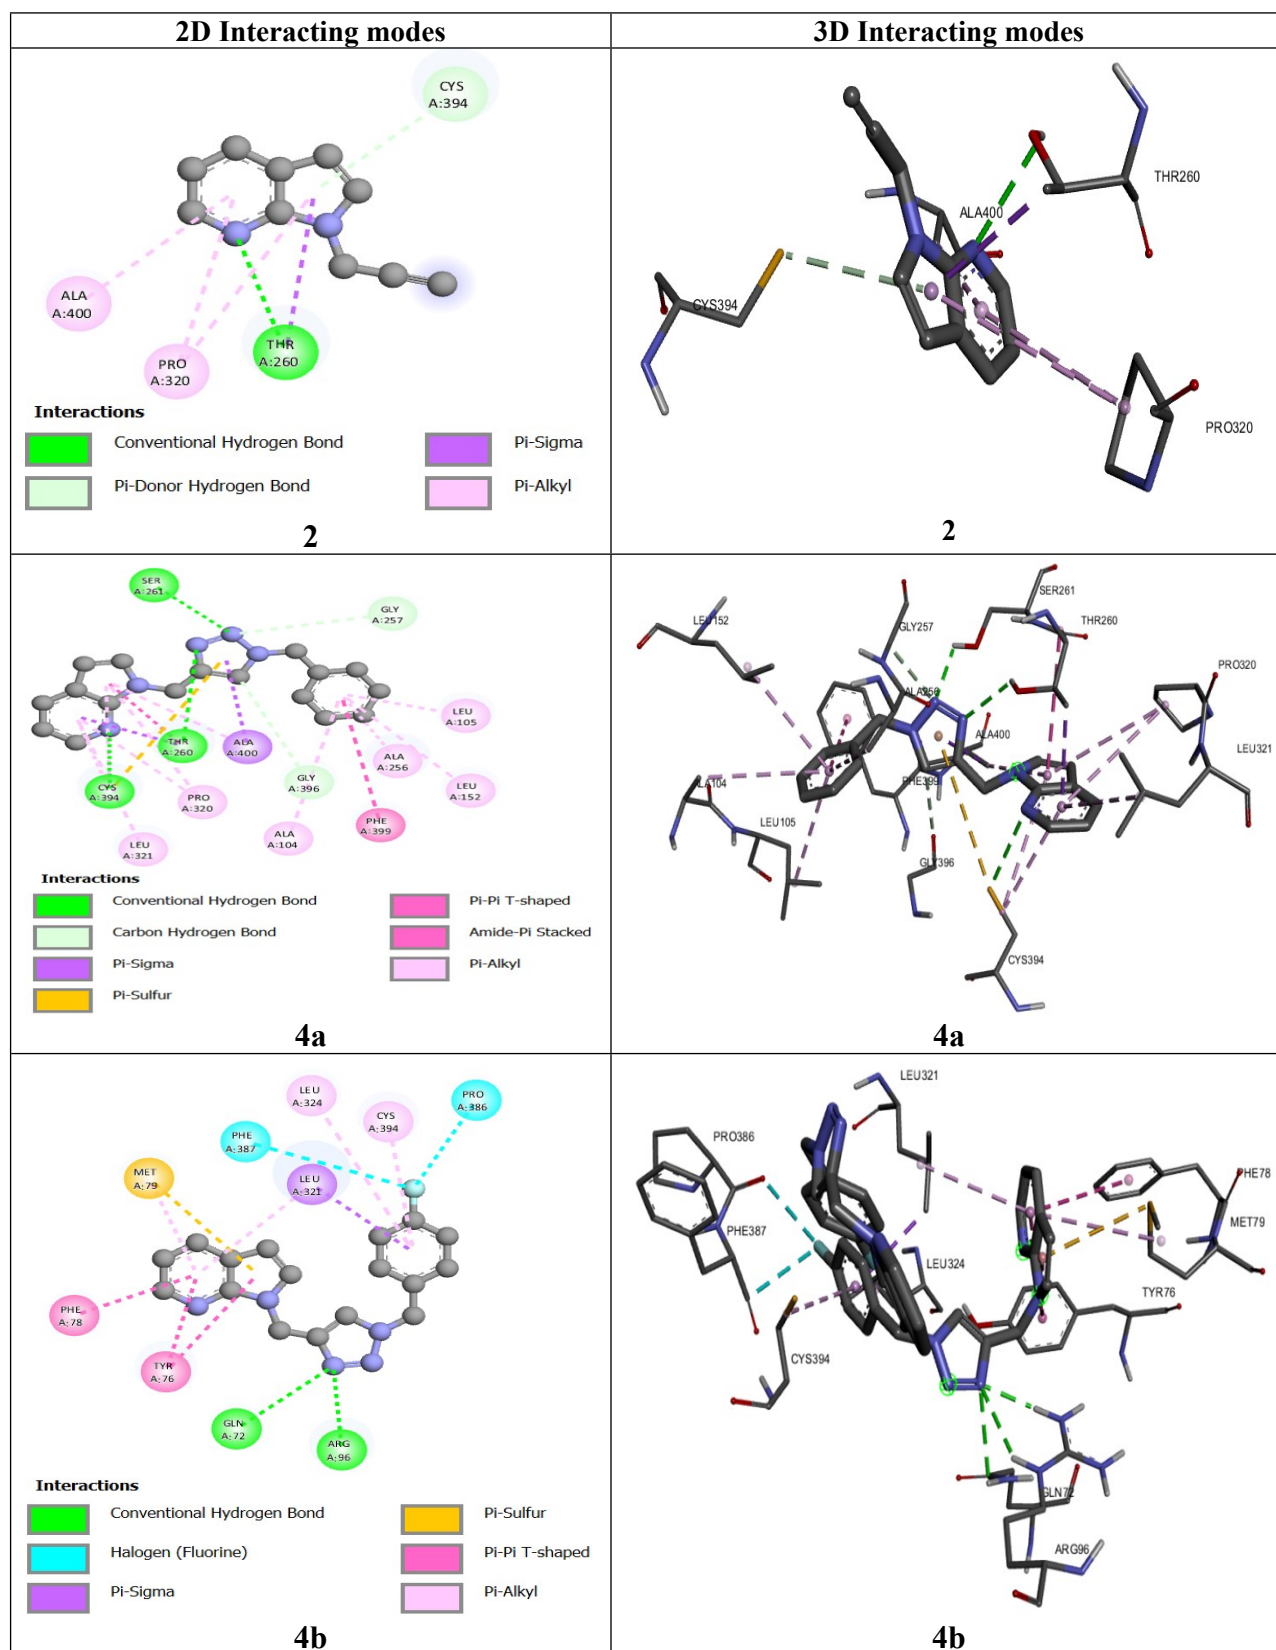 2D Interacting modes
3D Interacting modes
CYS
A:394
ALA
A:400
PRO
A:320
THR
A:260
Interactions
Conventional Hydrogen Bond
Pi-Sigma
Pi-Donor Hydrogen Bond
Pi-Alkyl
2
THR260
ALA400
CYS394
PRO320
2
SER
A:261
GLY
A:257
LEU
A:105
ALA
A:256
LEU
A:152
THR
A:260
ALA
A:400
CYS
A:394
PRO
A:320
GLY
A:396
PHE
A:399
ALA
A:104
LEU
A:321
Interactions
Conventional Hydrogen Bond
Pi-Pi T-shaped
Carbon Hydrogen Bond
Amide-Pi Stacked
Pi-Sigma
Pi-Alkyl
Pi-Sulfur
4a
SER261
LEU152
GLY257
THR260
PRO320
ALA256
ALA400
LEU321
PHE399
ALA104
LEU105
GLY396
CYS394
4a
LEU
A:324
PRO
A:386
CYS
A:394
PHE
A:387
MET
A:79
LEU
A:321
PHE
A:78
TYR
A:76
GLN
A:72
ARG
A:96
Interactions
Conventional Hydrogen Bond
Pi-Sulfur
Halogen (Fluorine)
Pi-Pi T-shaped
Pi-Sigma
Pi-Alkyl
4b
LEU321
PRO386
PHE78
PHE387
MET79
LEU324
TYR76
CYS394
GLN72
ARG96
4b